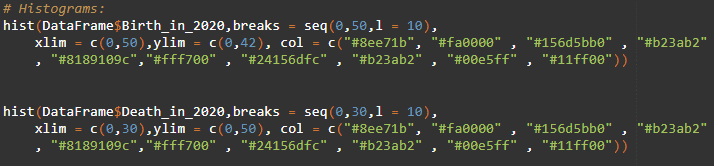 # Histograms:
hist(DataFrame$Birth_in_2020,breaks = seq(0,50,l = 10),
xlim = c(0,50),ylim = c(0,42), col = c("#8ee71b", "#fa0000" , "#156d5bb0" , "#b23ab2"
, "#8189109c","#fff700" , "#24156dfc" , "#b23ab2" , "#00e5ff" , "#11ff00"))
hist(DataFrame$Death_in_2020,breaks = seq(0,30,l = 10),
xlim = c(0,30),ylim = c(0,50), col = c("#8ee71b", "#fa0000" , "#156d5bb0" , "#b23ab2"
, "#8189109c","#fff700" , "#24156dfc" , "#b23ab2" , "#00e5ff" , "#11ff00"))